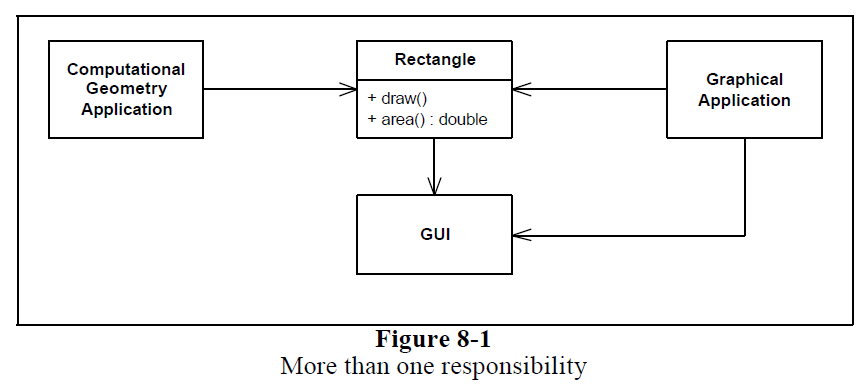 Computational
Geometry
Application
Rectangle
+ draw()
+ area() : double
Graphical
Application
GUI
Figure 8-1
More than one responsibility